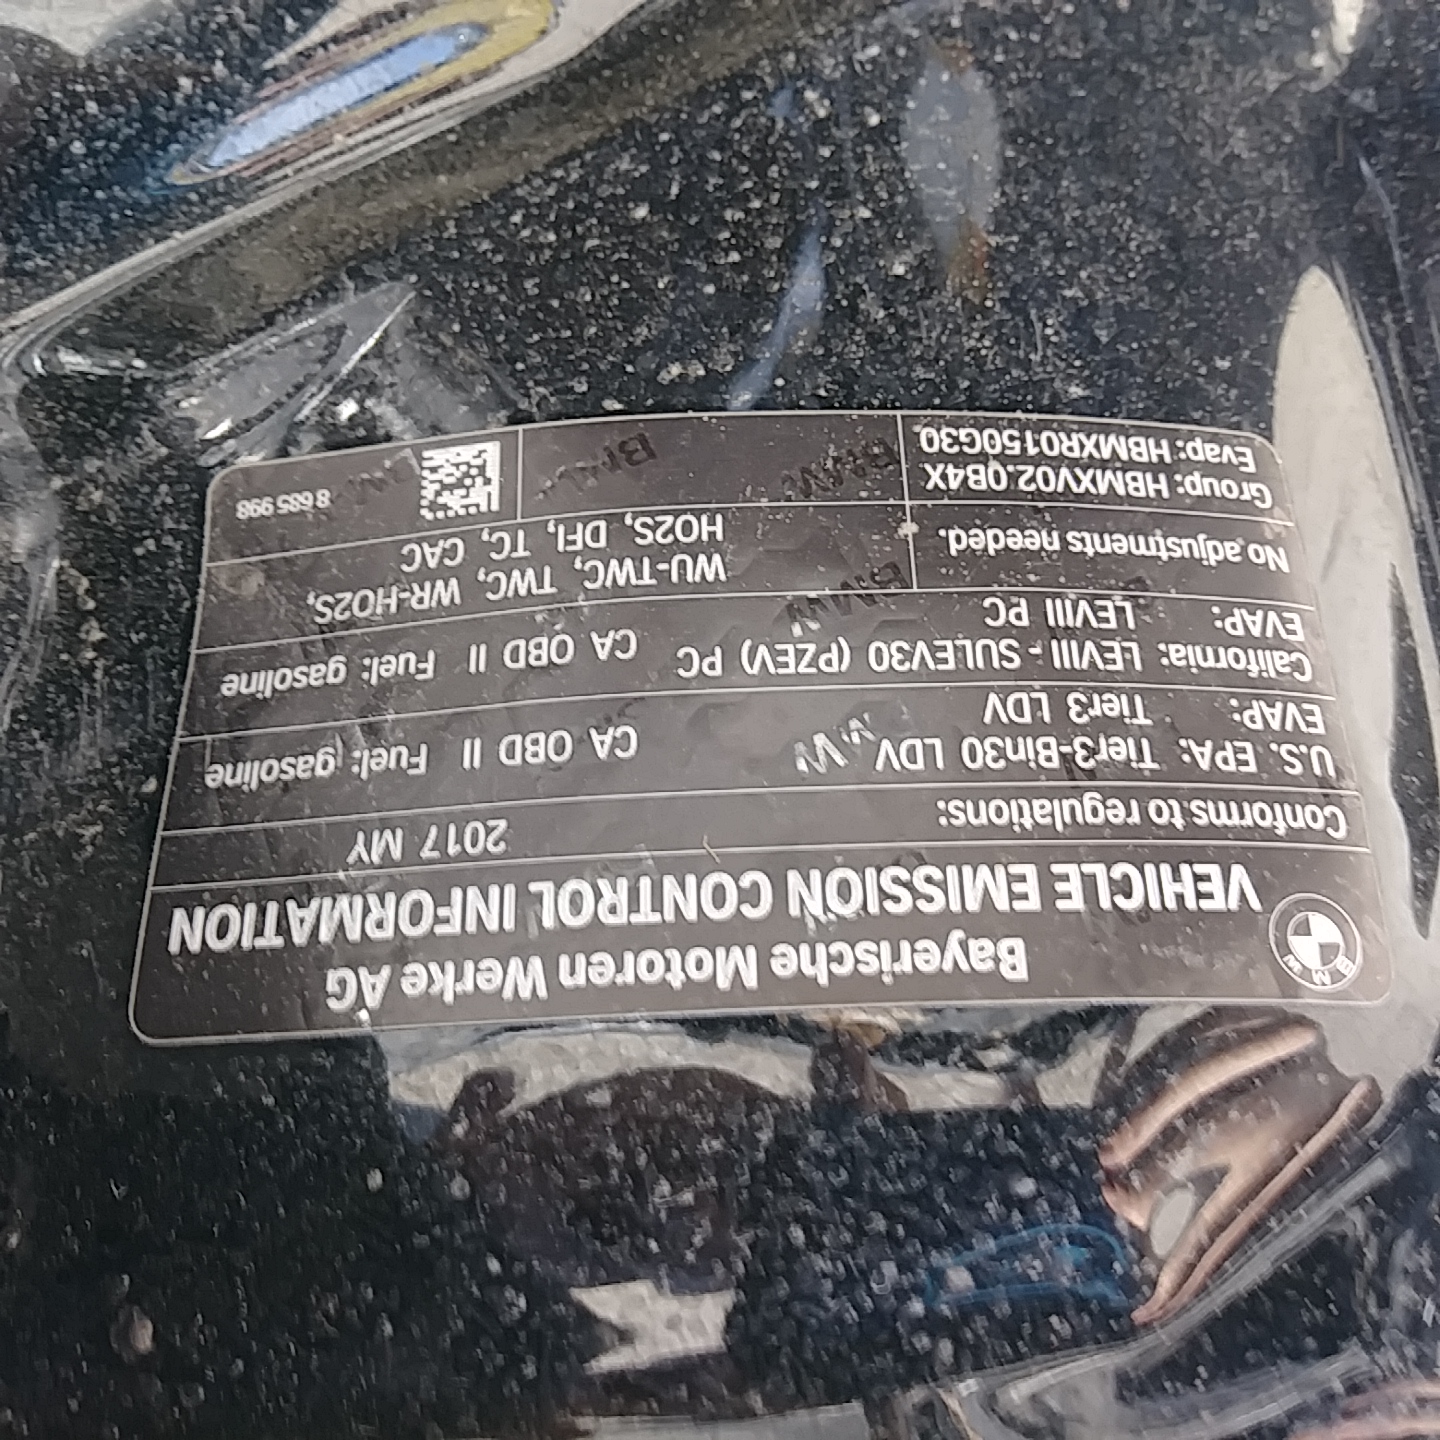 BMW
Bayerische Motoren Werke AG
VEHICLE EMISSION CONTROL INFORMATION
Conforms to regulations: 2017 MY
U.S. EPA: Tier3-Bin30 LDV CA OBD II Fuel: gasoline
EVAP: Tier3 LDV
California: LEVIII - SULEV30 (PZEV) PC CA OBD II Fuel: gasoline
EVAP: LEVIII PC
No adjustments needed.
WU-TWC, TWC, WR-HO2S,
HO2S, DFI, TC, CAC
Group: HBMXV02.0B4X
Evap: HBMXR0150G30
8 685 998